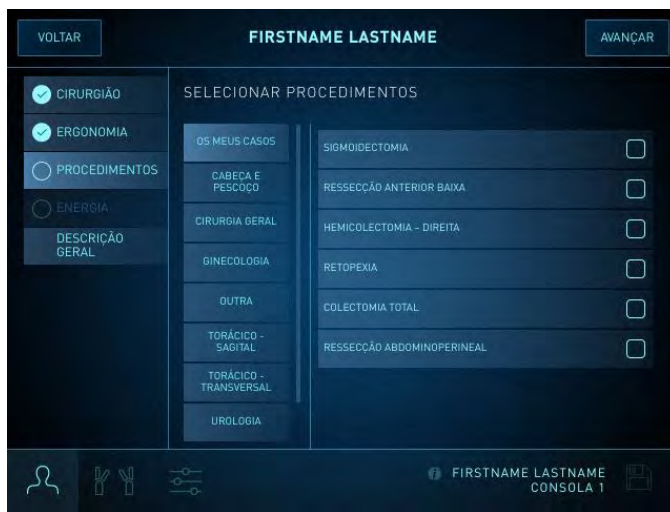 VOLTAR
FIRSTNAME LASTNAME
AVANÇAR
CIRURGIÃO
ERGONOMIA
PROCEDIMENTOS
ENERGIA
DESCRIÇÃO
GERAL
SELECIONAR PROCEDIMENTOS
OS MEUS CASOS
CABEÇA E
PESCOÇO
CIRURGIA GERAL
GINECOLOGIA
OUTRA
TORÁCICO -
SAGITAL
TORÁCICO -
TRANSVERSAL
UROLOGIA
SIGMOIDECTOMIA
RESSECÇÃO ANTERIOR BAIXA
HEMICOLECTOMIA – DIREITA
RETOPEXIA
COLECTOMIA TOTAL
RESSECÇÃO ABDOMINOPERINEAL
FIRSTNAME LASTNAME
CONSOLA 1